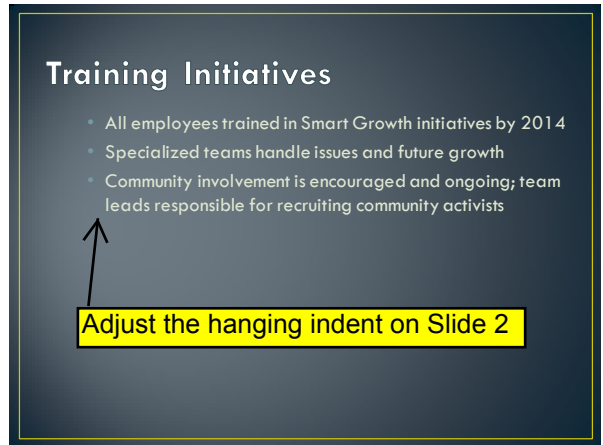 Training Initiatives
• All employees trained in Smart Growth initiatives by 2014
• Specialized teams handle issues and future growth
• Community involvement is encouraged and ongoing; team
leads responsible for recruiting community activists
Adjust the hanging indent on Slide 2